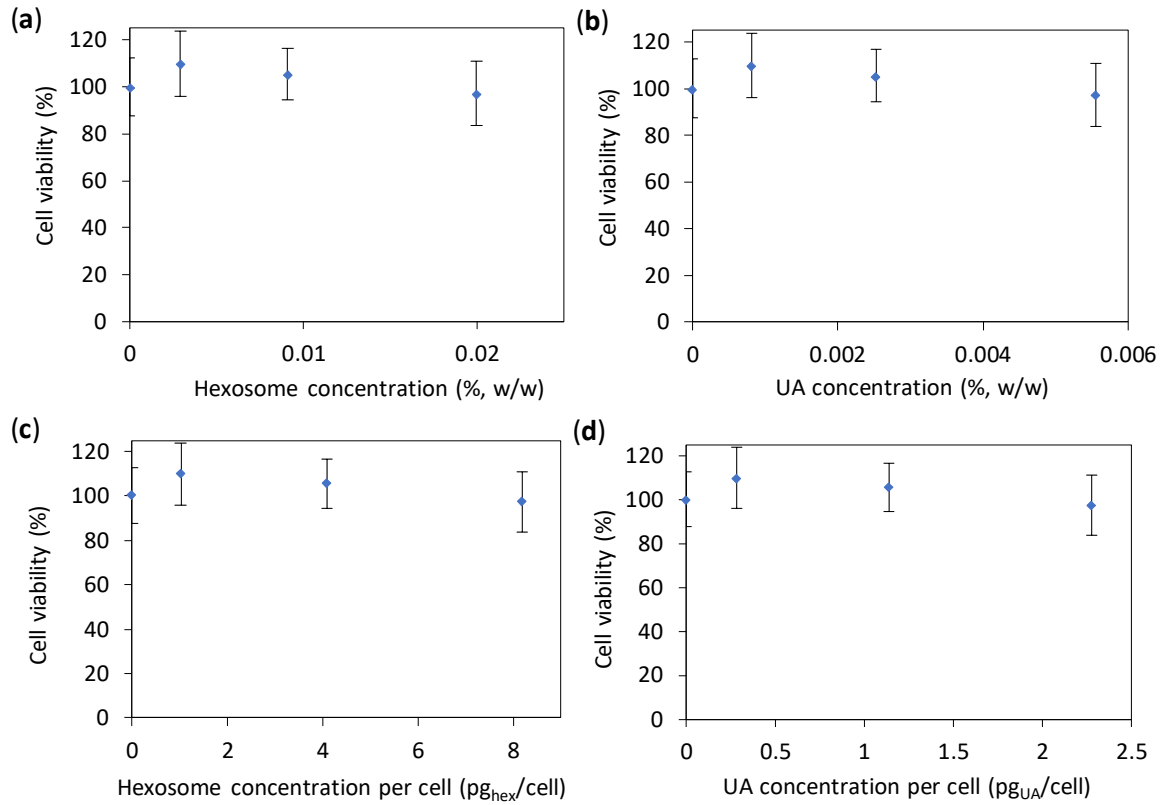 (a)
120
100
80
60
40
20
0
Cell viability (%)
0 0.01 0.02
Hexosome concentration (%, w/w)
(b)
120
100
80
60
40
20
0
Cell viability (%)
0 0.002 0.004 0.006
UA concentration (%, w/w)
(c)
120
100
80
60
40
20
0
Cell viability (%)
0 2 4 6 8
Hexosome concentration per cell (pghex/cell)
(d)
120
100
80
60
40
20
0
Cell viability (%)
0 0.5 1 1.5 2 2.5
UA concentration per cell (pgUA/cell)